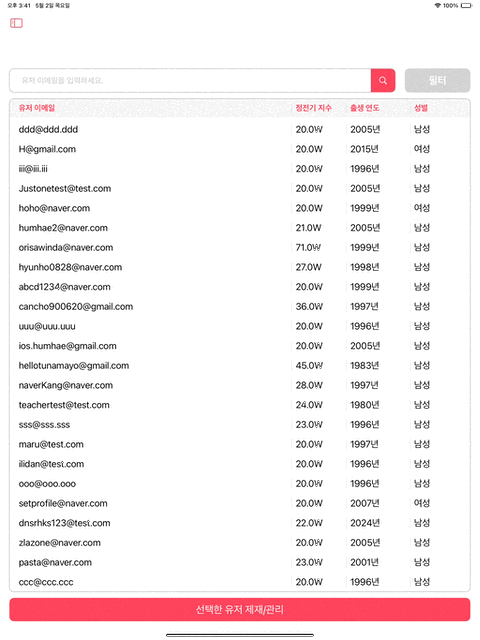 오후 3:41 5월 2일 목요일 100%
유저 이메일을 입력하세요. 필터
유저 이메일 정전기 지수 출생 연도 성별
ddd@ddd.ddd 20.0W 2005년 남성
H@gmail.com 20.0W 2015년 여성
iii@iii.iii 20.0W 1996년 남성
Justonetest@test.com 20.0W 2005년 남성
hoho@naver.com 20.0W 1999년 여성
humhae2@naver.com 21.0W 2005년 남성
orisawinda@naver.com 71.0W 1999년 남성
hyunho0828@naver.com 27.0W 1998년 남성
abcd1234@naver.com 20.0W 1999년 남성
cancho900620@gmail.com 36.0W 1997년 남성
uuu@uuu.uuu 20.0W 1996년 남성
ios.humhae@gmail.com 20.0W 2005년 남성
hellotunamayo@gmail.com 45.0W 1983년 남성
naverKang@naver.com 28.0W 1997년 남성
teachertest@test.com 24.0W 1980년 남성
sss@sss.sss 23.0W 1996년 남성
maru@test.com 20.0W 1997년 남성
ilidan@test.com 20.0W 1996년 남성
ooo@ooo.ooo 20.0W 1996년 남성
setprofile@naver.com 20.0W 2007년 여성
dnsrhks123@test.com 22.0W 2024년 남성
zlazone@naver.com 20.0W 2005년 남성
pasta@naver.com 23.0W 2001년 남성
ccc@ccc.ccc 20.0W 1996년 남성
선택한 유저 제재/관리